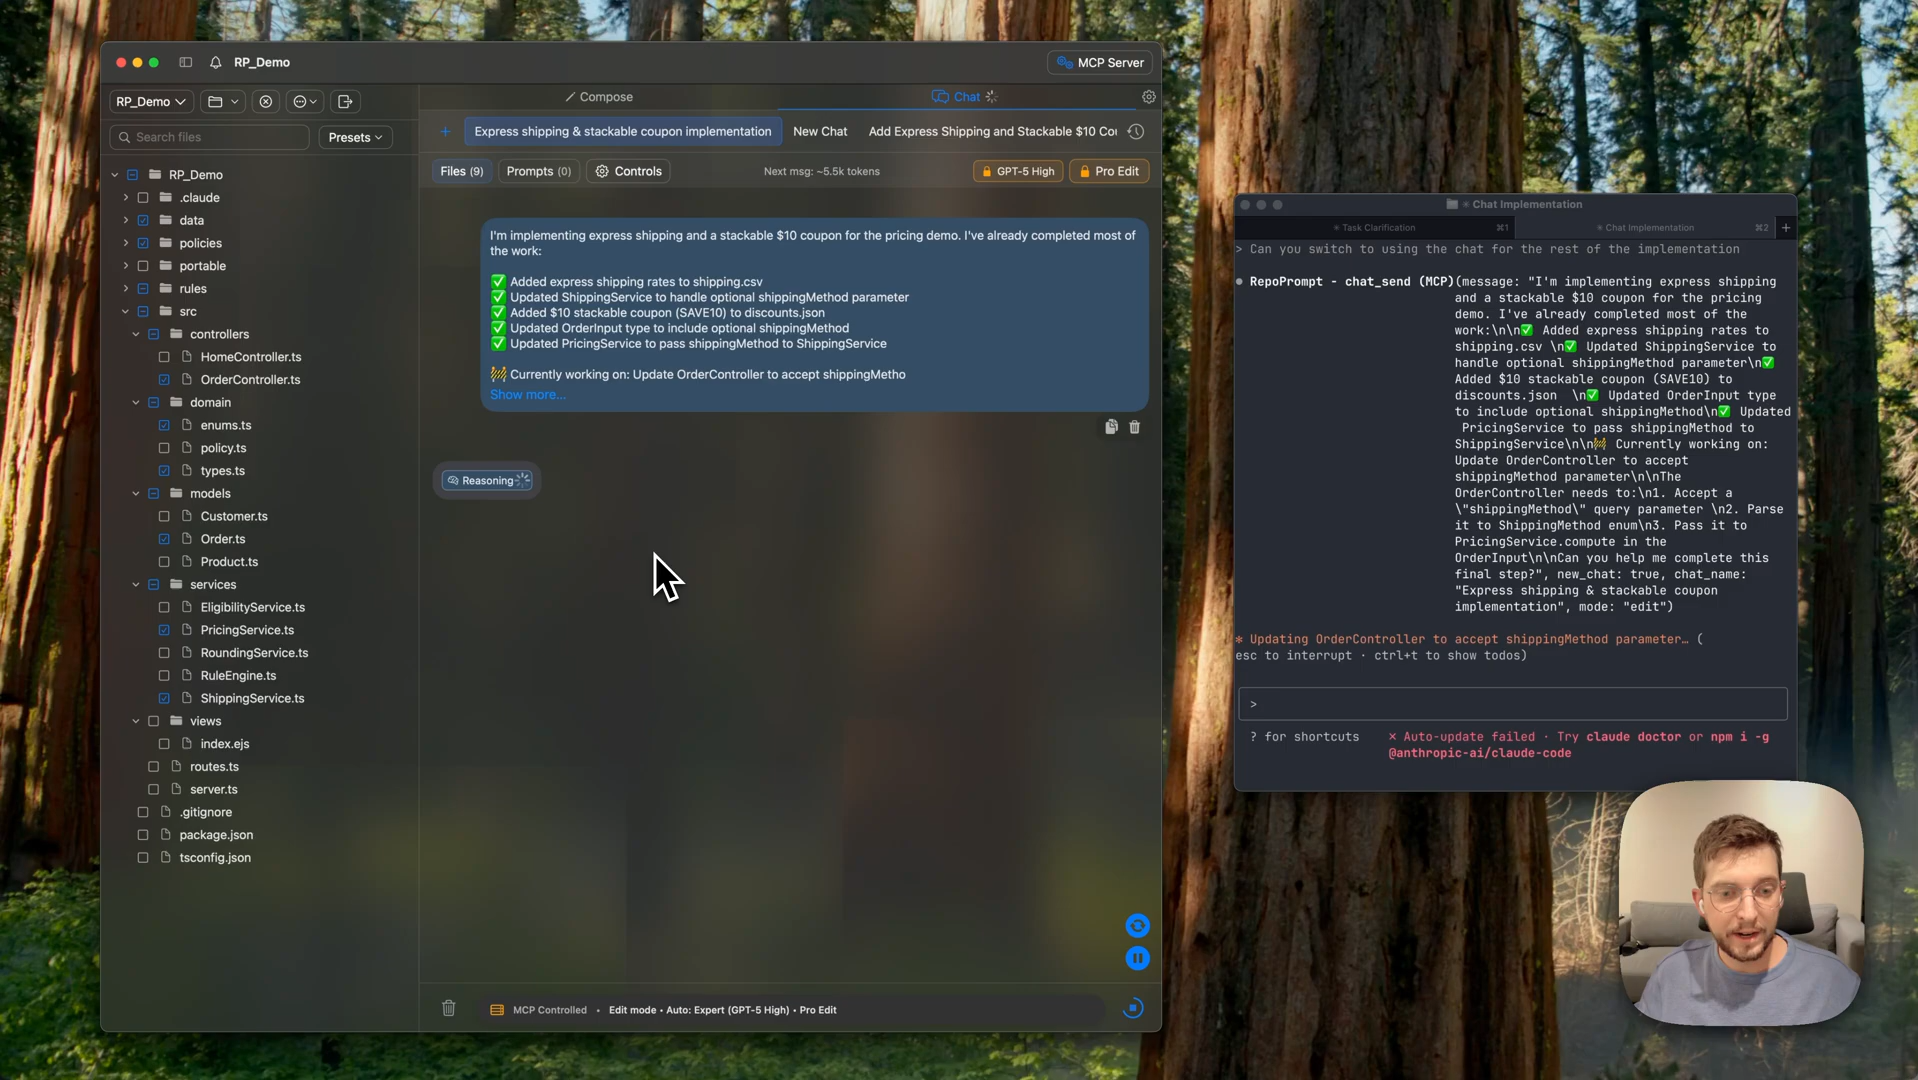 RP_Demo
MCP Server
RP_Demo
Search files
Presets
RP_Demo
.claude
data
policies
portable
rules
src
controllers
HomeController.ts
OrderController.ts
domain
enums.ts
policy.ts
types.ts
models
Customer.ts
Order.ts
Product.ts
services
EligibilityService.ts
PricingService.ts
RoundingService.ts
RuleEngine.ts
ShippingService.ts
views
index.ejs
routes.ts
server.ts
.gitignore
package.json
tsconfig.json
Compose
Chat
+ Express shipping & stackable coupon implementation New Chat Add Express Shipping and Stackable $10 Cou
Files (9) Prompts (0) Controls Next msg: ~5.5k tokens GPT-5 High Pro Edit
I'm implementing express shipping and a stackable $10 coupon for the pricing demo. I've already completed most of
the work:
✅ Added express shipping rates to shipping.csv
✅ Updated ShippingService to handle optional shippingMethod parameter
✅ Added $10 stackable coupon (SAVE10) to discounts.json
✅ Updated OrderInput type to include optional shippingMethod
✅ Updated PricingService to pass shippingMethod to ShippingService
🚧 Currently working on: Update OrderController to accept shippingMetho
Show more...
Reasoning
MCP Controlled • Edit mode • Auto: Expert (GPT-5 High) • Pro Edit
✳ Chat Implementation
✳ Task Clarification ⌘1 ✳ Chat Implementation ⌘2 +
> Can you switch to using the chat for the rest of the implementation
● RepoPrompt - chat_send (MCP)(message: "I'm implementing express shipping
and a stackable $10 coupon for the pricing
demo. I've already completed most of the
work:\n\n✅ Added express shipping rates to
shipping.csv \n✅ Updated ShippingService to
handle optional shippingMethod parameter\n✅
Added $10 stackable coupon (SAVE10) to
discounts.json  \n✅ Updated OrderInput type
to include optional shippingMethod\n✅ Updated
PricingService to pass shippingMethod to
ShippingService\n\n🚧 Currently working on:
Update OrderController to accept
shippingMethod parameter\n\nThe
OrderController needs to:\n1. Accept a
\"shippingMethod\" query parameter \n2. Parse
it to ShippingMethod enum\n3. Pass it to
PricingService.compute in the
OrderInput\n\nCan you help me complete this
final step?", new_chat: true, chat_name:
"Express shipping & stackable coupon
implementation", mode: "edit")
✳ Updating OrderController to accept shippingMethod parameter… (
esc to interrupt · ctrl+t to show todos)
>
? for shortcuts ✕ Auto-update failed · Try claude doctor or npm i -g
@anthropic-ai/claude-code